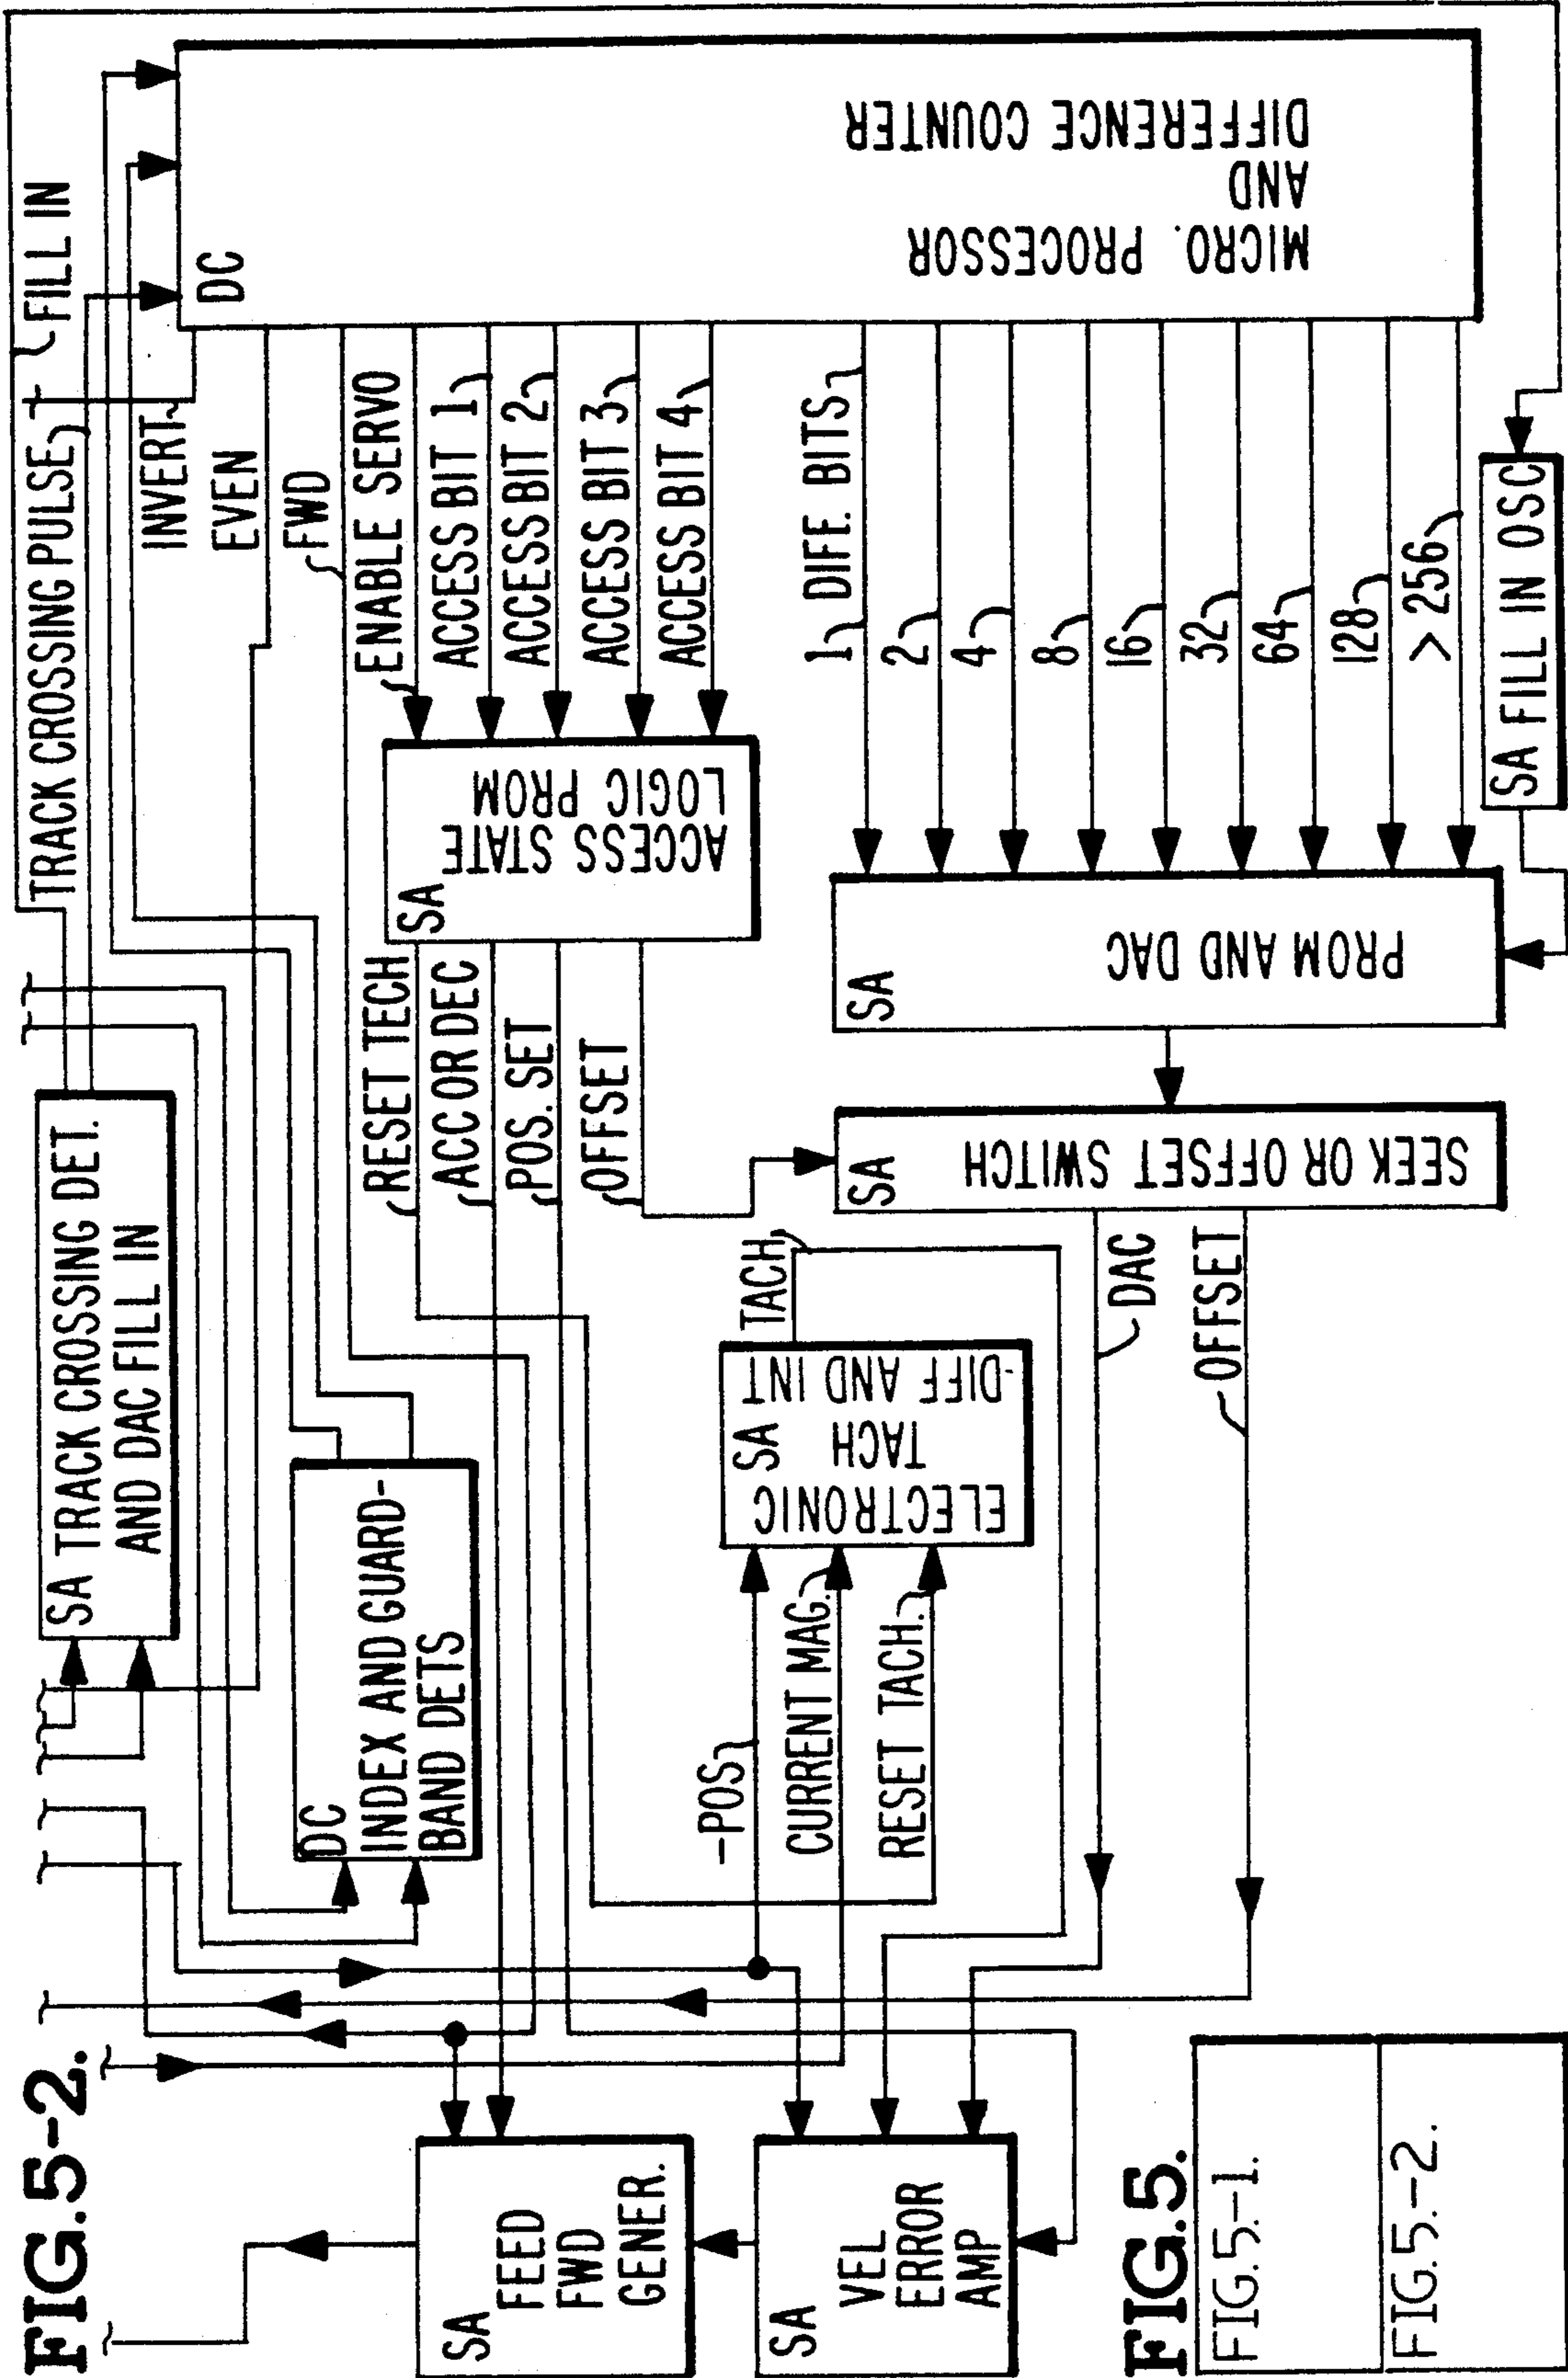 FIG.5-2.
TRACK CROSSING PULSE
FILL IN
SA TRACK CROSSING DET.
AND DAC FILL IN
INVERT
EVEN
FWD
DC
MICRO. PROCESSOR
AND
DIFFERENCE COUNTER
DC
INDEX AND GUARD-
BAND DETS
ENABLE SERVO
ACCESS BIT 1
ACCESS BIT 2
ACCESS BIT 3
ACCESS BIT 4
SA
ACCESS STATE
LOGIC PROM
RESET TECH
ACC OR DEC
POS. SET
OFFSET
1 DIFF. BITS
2
4
8
16
32
64
128
> 256
SA FILL IN OSC
SA
PROM AND DAC
SA
SEEK OR OFFSET SWITCH
TACH
DAC
OFFSET
SA
ELECTRONIC
TACH
-DIFF AND INT
-POS
CURRENT MAG.
RESET TACH.
SA
FEED
FWD
GENER.
SA
VEL
ERROR
AMP
FIG.5.
FIG.5.-1.
FIG.5.-2.